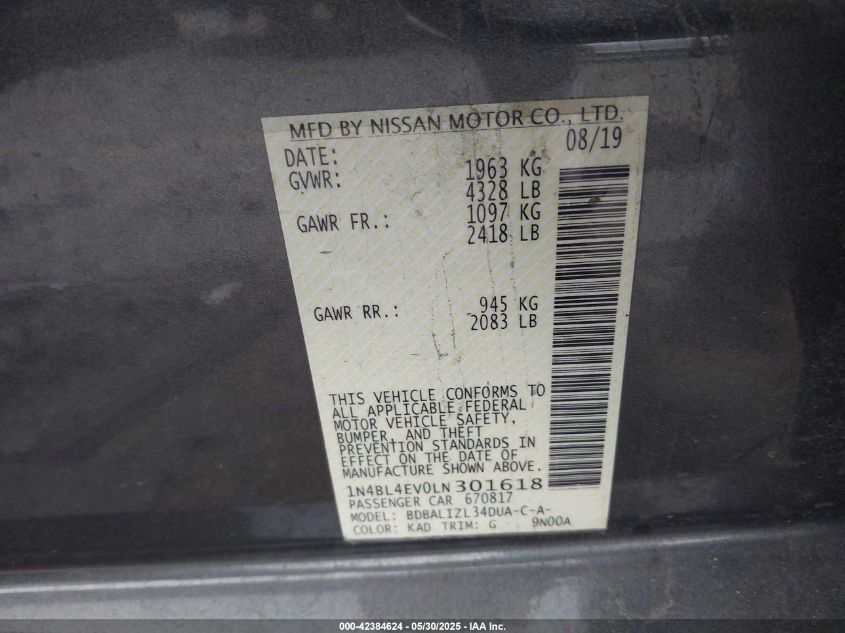 MFD BY NISSAN MOTOR CO., LTD.
DATE: 08/19
GVWR: 1963 KG
4328 LB
GAWR FR.: 1097 KG
2418 LB
GAWR RR.: 945 KG
2083 LB
THIS VEHICLE CONFORMS TO
ALL APPLICABLE FEDERAL
MOTOR VEHICLE SAFETY,
BUMPER, AND THEFT
PREVENTION STANDARDS IN
EFFECT ON THE DATE OF
MANUFACTURE SHOWN ABOVE.
1N4BL4EV0LN301618
PASSENGER CAR 670817
MODEL: BDBALIZL34DUA-C-A-
COLOR: KAD TRIM: G 9N00A
000-42384624 - 05/30/2025 - IAA Inc.